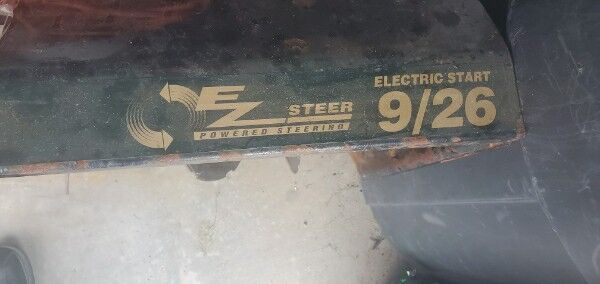 EZ STEER
POWERED STEERING
ELECTRIC START
9/26